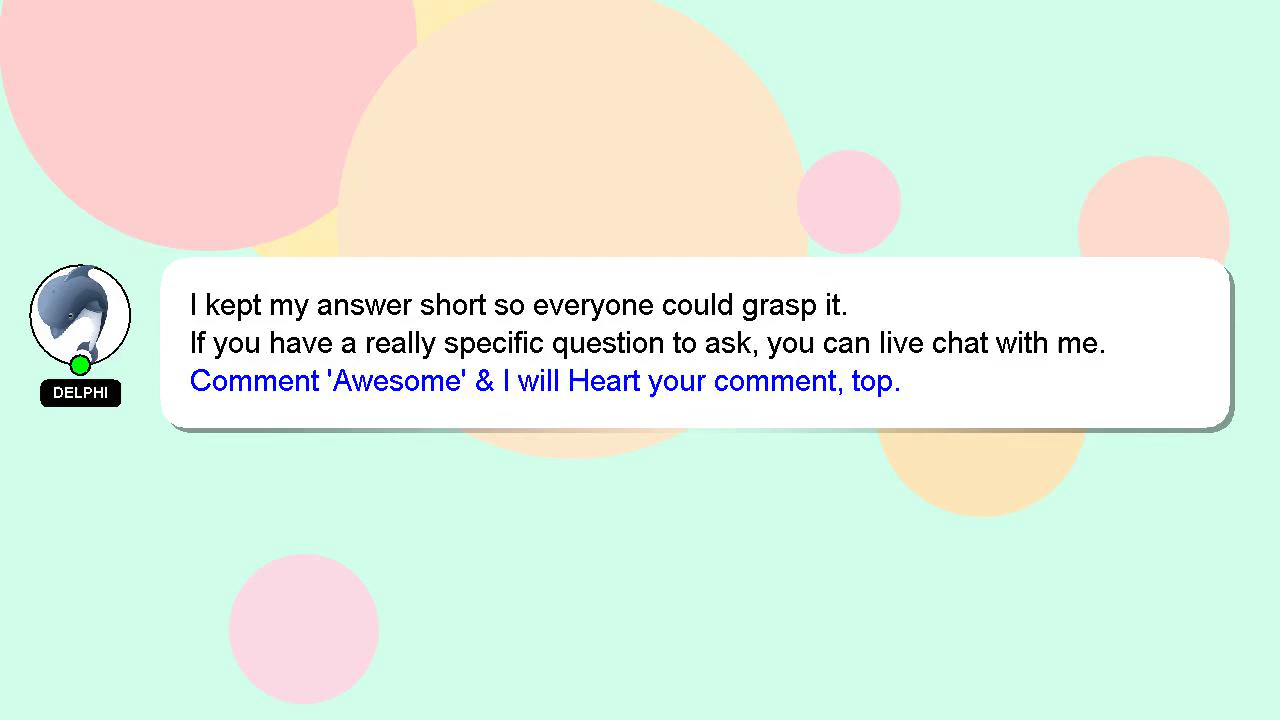 I kept my answer short so everyone could grasp it.
If you have a really specific question to ask, you can live chat with me.
Comment 'Awesome' & I will Heart your comment, top.
DELPHI